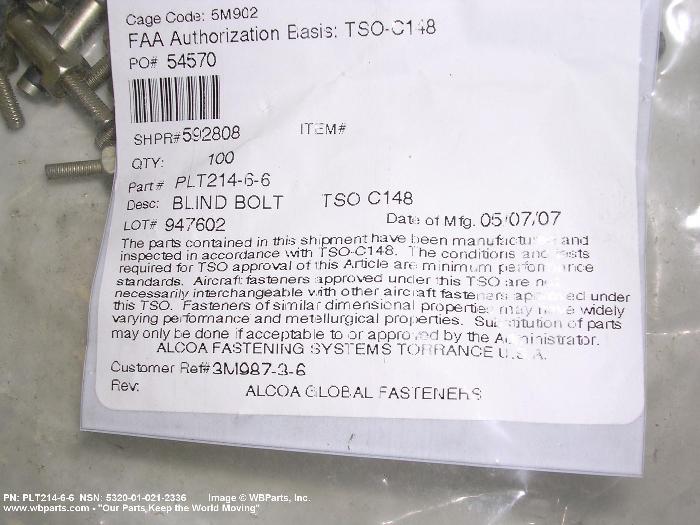 Cage Code: 5M902
FAA Authorization Basis: TSO-C148
PO# 54570
SHPR# 592808 ITEM#
QTY: 100
Part# PLT214-6-6
Desc: BLIND BOLT TSO C148
LOT# 947602 Date of Mfg. 05/07/07
The parts contained in this shipment have been manufactured and
inspected in accordance with TSO-C148. The conditions and tests
required for TSO approval of this Article are minimum performance
standards. Aircraft fasteners approved under this TSO are not
necessarily interchangeable with other aircraft fasteners approved under
this TSO. Fasteners of similar dimensional properties may have widely
varying performance and metellurgical properties. Substitution of parts
may only be done if acceptable to or approved by the Administrator.
ALCOA FASTENING SYSTEMS TORRANCE U.S.A.
Customer Ref# 3M987-3-6
Rev: ALCOA GLOBAL FASTENERS
PN: PLT214-6-6 NSN: 5320-01-021-2336 Image © WBParts, Inc.
www.wbparts.com - "Our Parts Keep the World Moving"